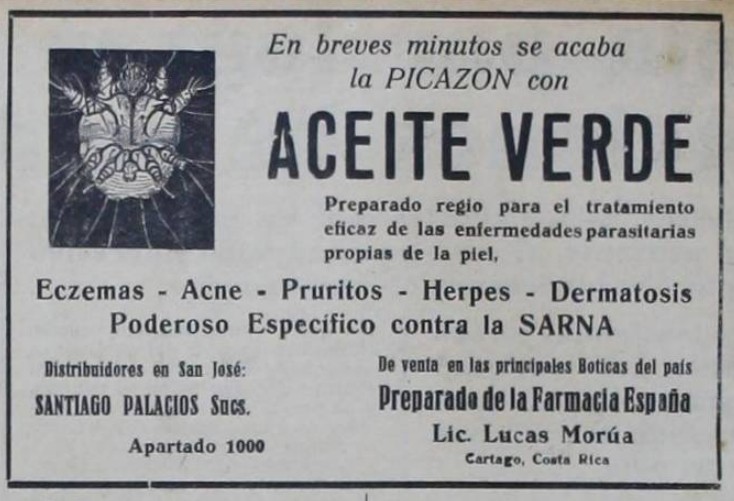 En breves minutos se acaba
la PICAZON con
ACEITE VERDE
Preparado regio para el tratamiento
eficaz de las enfermedades parasitarias
propias de la piel,
Eczemas - Acne - Pruritos - Herpes - Dermatosis
Poderoso Específico contra la SARNA
Distribuidores en San José:
SANTIAGO PALACIOS Sucs.
Apartado 1000
De venta en las principales Boticas del país
Preparado de la Farmacia España
Lic. Lucas Morúa
Cartago, Costa Rica